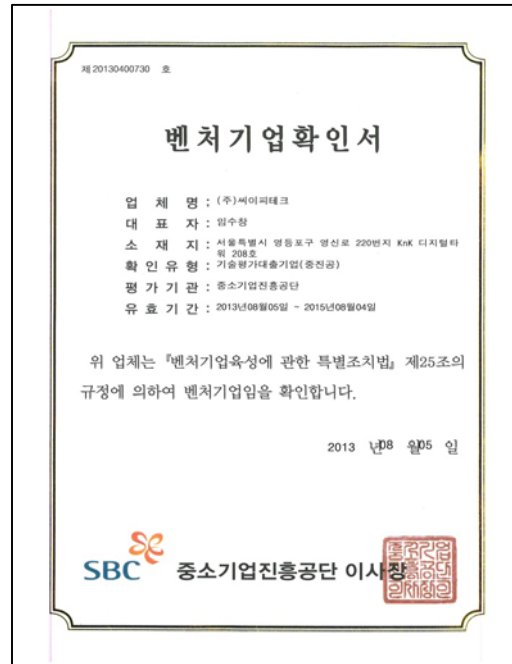 제 20130400730 호
벤처기업확인서
업 체 명 : (주)씨이피테크
대 표 자 : 임수창
소 재 지 : 서울특별시 영등포구 영신로 220번지 KnK 디지털타
워 208호
확 인 유 형 : 기술평가대출기업(중진공)
평 가 기 관 : 중소기업진흥공단
유 효 기 간 : 2013년08월05일 ~ 2015년08월04일
위 업체는 『벤처기업육성에 관한 특별조치법』 제25조의
규정에 의하여 벤처기업임을 확인합니다.
2013 년08 월05 일
SBC 중소기업진흥공단 이사장